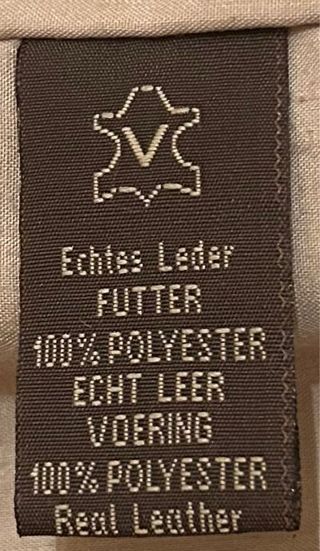 V
Echtes Leder
FUTTER
100% POLYESTER
ECHT LEER
VOERING
100% POLYESTER
Real Leather